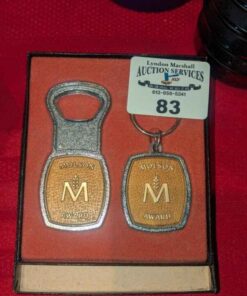 Lyndon Marshall
AUCTION SERVICES
83
MOLSON
M
AWARD
MOLSON
M
AWARD